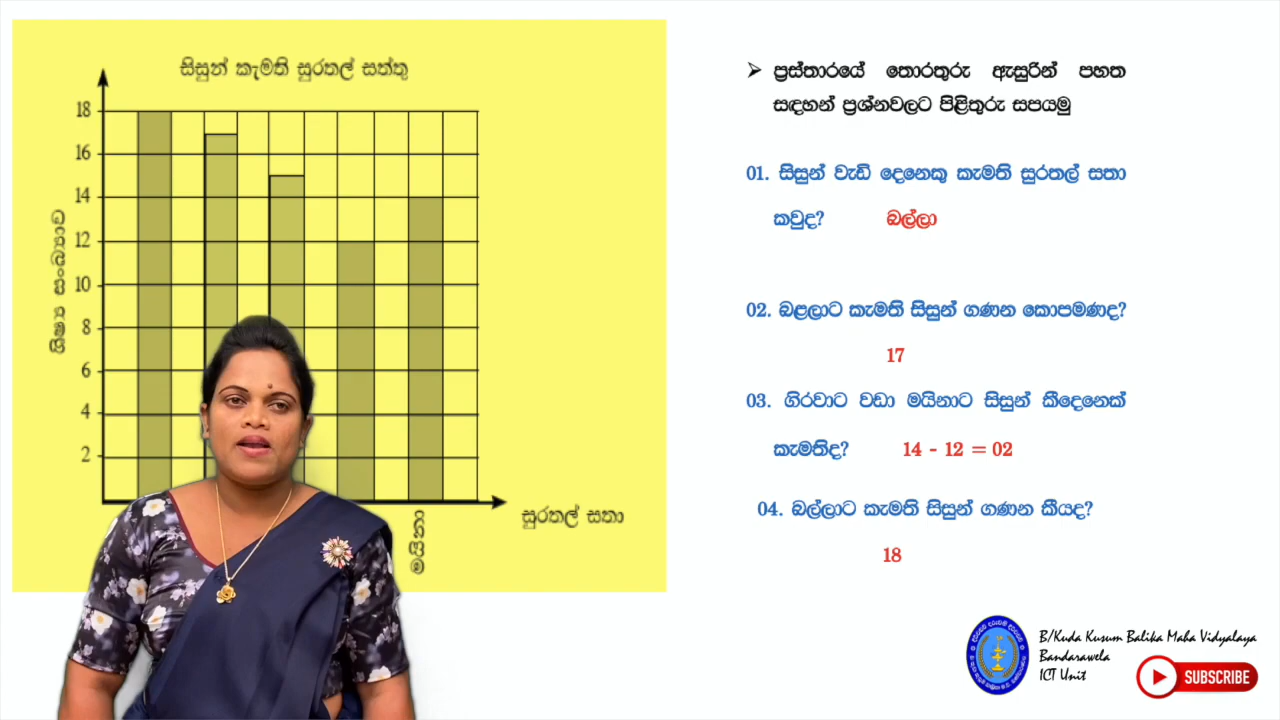 සිසුන් කැමති සුරතල් සත්තු
18
16
14
12
10
8
6
4
2
ශිෂ්‍ය සංඛ්‍යාව
සුරතල් සතා
මයිනා
➢ ප්‍රස්තාරයේ තොරතුරු ඇසුරින් පහත
සඳහන් ප්‍රශ්නවලට පිළිතුරු සපයමු
01. සිසුන් වැඩි දෙනෙකු කැමති සුරතල් සතා
කවුද? බල්ලා
02. බළලාට කැමති සිසුන් ගණන කොපමණද?
17
03. ගිරවාට වඩා මයිනාට සිසුන් කීදෙනෙක්
කැමතිද? 14 - 12 = 02
04. බල්ලාට කැමති සිසුන් ගණන කීයද?
18
B/Kuda Kusum Balika Maha Vidyalaya
Bandarawela
ICT Unit
SUBSCRIBE